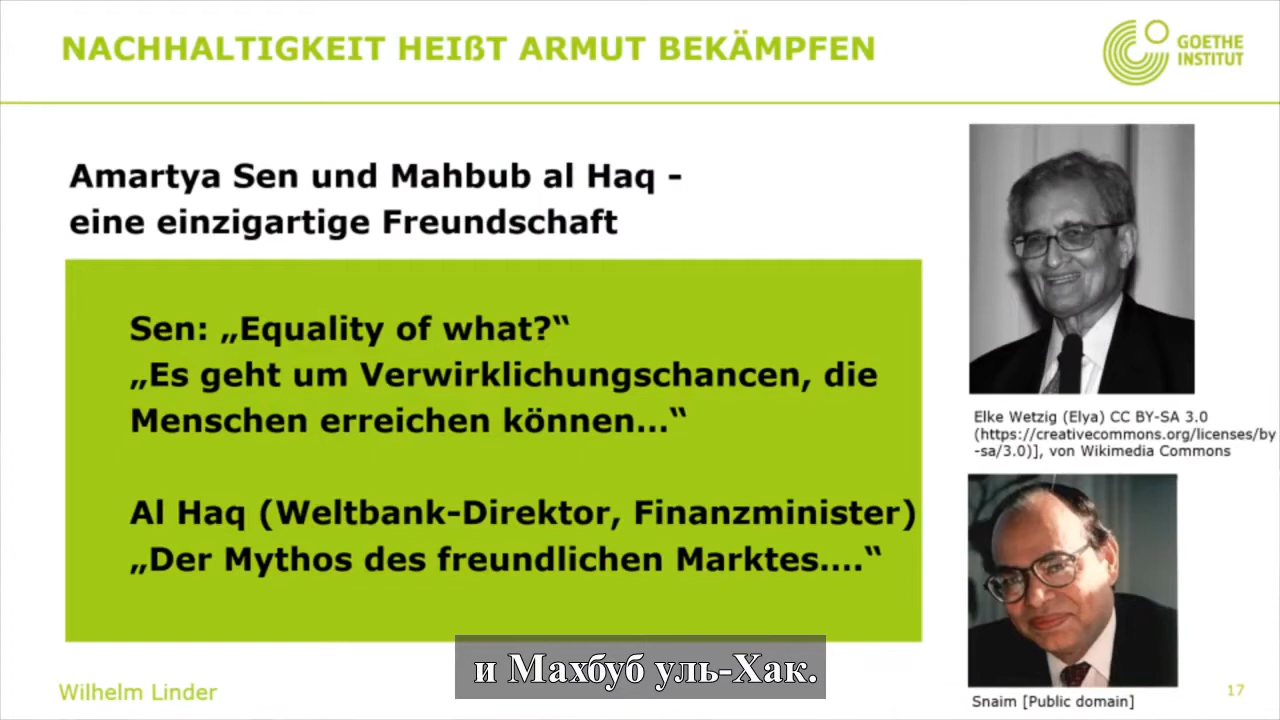 NACHHALTIGKEIT HEIßT ARMUT BEKÄMPFEN
GOETHE
INSTITUT
Amartya Sen und Mahbub al Haq -
eine einzigartige Freundschaft
Sen: „Equality of what?“
„Es geht um Verwirklichungschancen, die
Menschen erreichen können...“
Al Haq (Weltbank-Direktor, Finanzminister)
„Der Mythos des freundlichen Marktes....“
Elke Wetzig (Elya) CC BY-SA 3.0
(https://creativecommons.org/licenses/by
-sa/3.0)], von Wikimedia Commons
Snaim [Public domain]
и Махбуб уль-Хак.
Wilhelm Linder
17